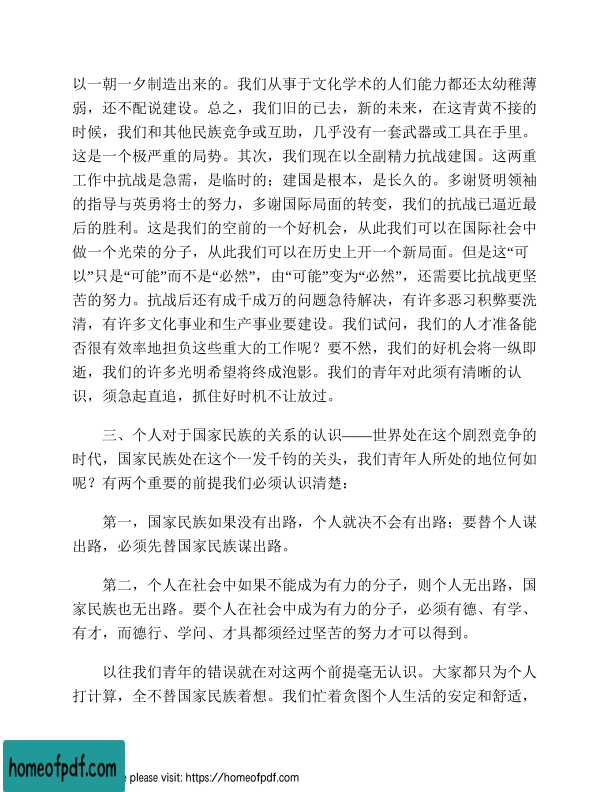 以一朝一夕制造出来的。我们从事于文化学术的人们能力都还太幼稚薄
弱，还不配说建设。总之，我们旧的已去，新的未来，在这青黄不接的
时候，我们和其他民族竞争或互助，几乎没有一套武器或工具在手里。
这是一个极严重的局势。其次，我们现在以全副精力抗战建国。这两重
工作中抗战是急需，是临时的；建国是根本，是长久的。多谢贤明领袖
的指导与英勇将士的努力，多谢国际局面的转变，我们的抗战已逼近最
后的胜利。这是我们的空前的一个好机会，从此我们可以在国际社会中
做一个光荣的分子，从此我们可以在历史上开一个新局面。但是这“可
以”只是“可能”而不是“必然”，由“可能”变为“必然”，还需要比抗战更坚
苦的努力。抗战后还有成千成万的问题急待解决，有许多恶习积弊要洗
清，有许多文化事业和生产事业要建设。我们试问，我们的人才准备能
否很有效率地担负这些重大的工作呢？要不然，我们的好机会将一纵即
逝，我们的许多光明希望将终成泡影。我们的青年对此须有清晰的认
识，须急起直追，抓住好时机不让放过。
三、个人对于国家民族的关系的认识——世界处在这个剧烈竞争的
时代，国家民族处在这个一发千钧的关头，我们青年人所处的地位何如
呢？有两个重要的前提我们必须认识清楚：
第一，国家民族如果没有出路，个人就决不会有出路；要替个人谋
出路，必须先替国家民族谋出路。
第二，个人在社会中如果不能成为有力的分子，则个人无出路，国
家民族也无出路。要个人在社会中成为有力的分子，必须有德、有学、
有才，而德行、学问、才具都须经过坚苦的努力才可以得到。
以往我们青年的错误就在对这两个前提毫无认识。大家都只为个人
打计算，全不替国家民族着想。我们忙着贪图个人生活的安定和舒适，
homeofpdf.com
e please visit: https://homeofpdf.com